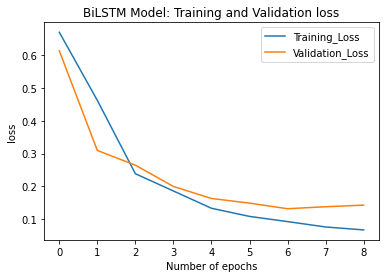 BiLSTM Model: Training and Validation loss
Training_Loss
Validation_Loss
loss
0.6
0.5
0.4
0.3
0.2
0.1
0 1 2 3 4 5 6 7 8
Number of epochs